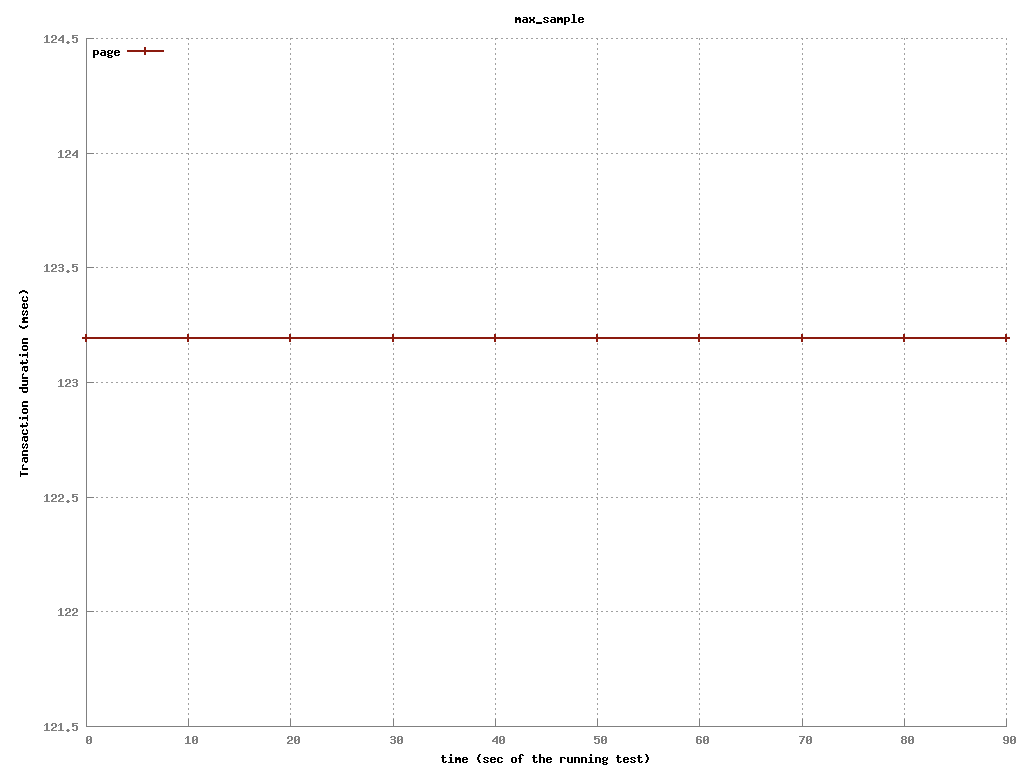 max_sample
124.5
page
124
123.5
123
122.5
122
121.5
Transaction duration (msec)
0 10 20 30 40 50 60 70 80 90
time (sec of the running test)